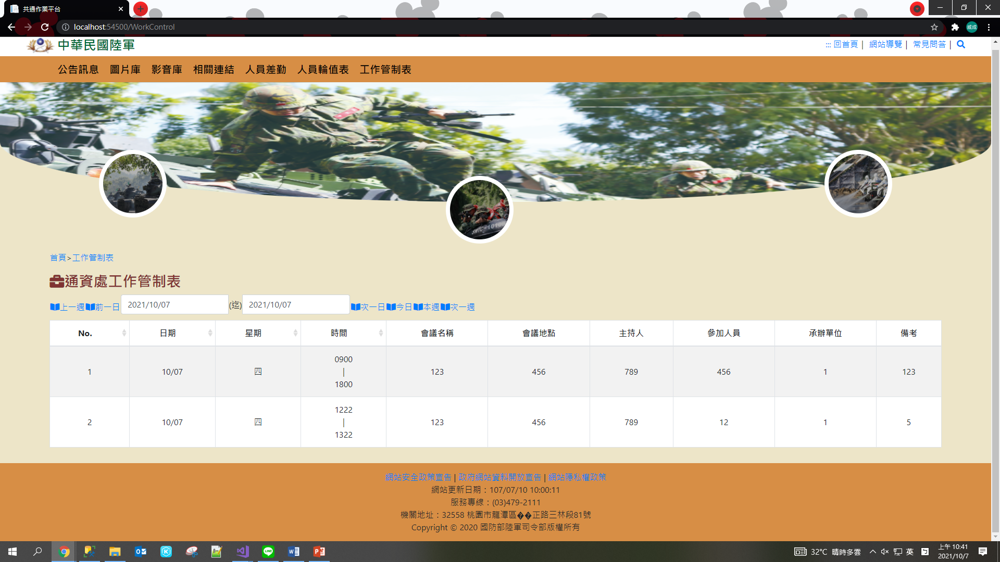 共通作業平台
localhost:54500/WorkControl
威成
中華民國陸軍
::: 回首頁 | 網站導覽 | 常見問答 |
公告訊息 圖片庫 影音庫 相關連結 人員差勤 人員輪值表 工作管制表
SWTC-1010
首頁>工作管制表
通資處工作管制表
上一週 前一日 2021/10/07 (迄) 2021/10/07 次一日 今日 本週 次一週
No. 日期 星期 時間 會議名稱 會議地點 主持人 參加人員 承辦單位 備考
1 10/07 四 0900 | 1800 123 456 789 456 1 123
2 10/07 四 1222 | 1322 123 456 789 12 1 5
網站安全政策宣告 | 政府網站資料開放宣告 | 網站隱私權政策
網站更新日期：107/07/10 10:00:11
服務專線：(03)479-2111
機關地址：32558 桃園市龍潭區��正路三林段81號
Copyright © 2020 國防部陸軍司令部版權所有
32°C 晴時多雲 英 上午 10:41
2021/10/7